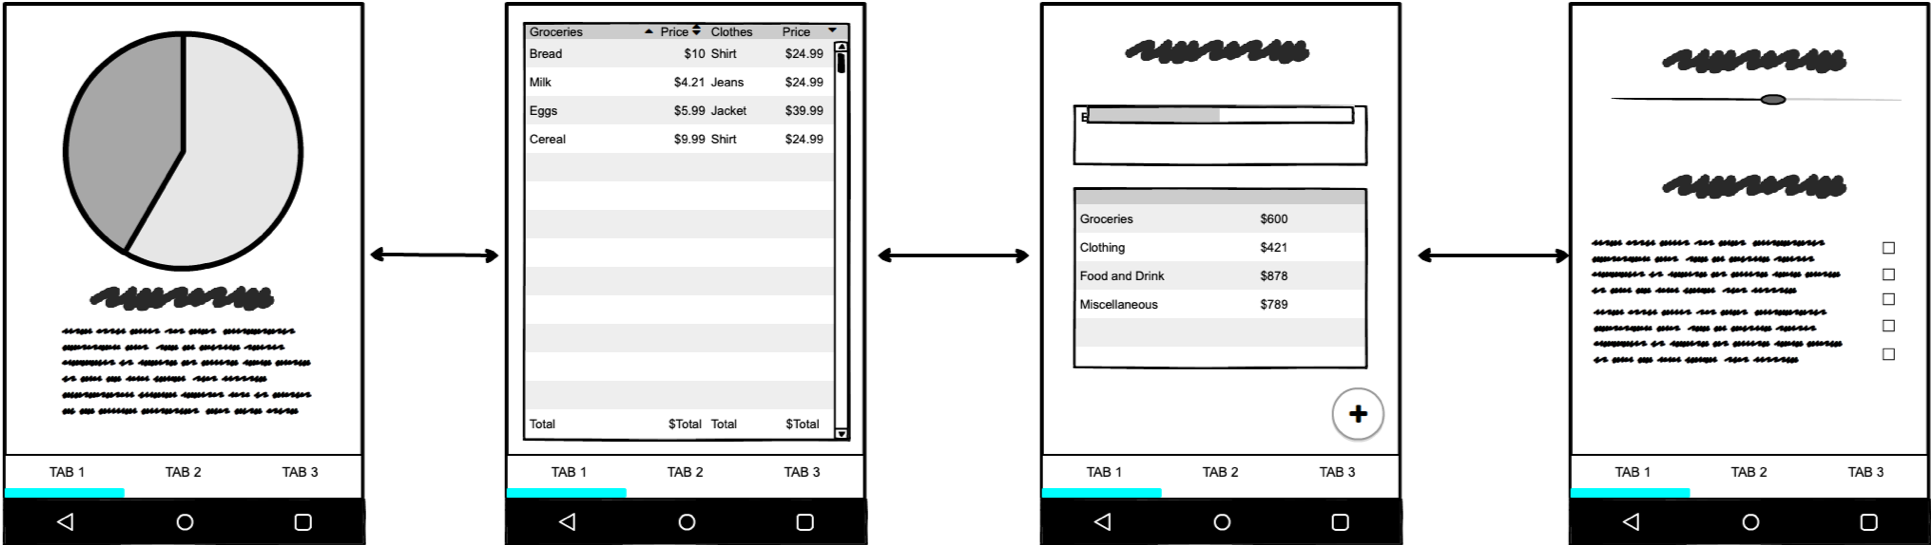 TAB 1 TAB 2 TAB 3
Groceries Price Clothes Price
Bread $10 Shirt $24.99
Milk $4.21 Jeans $24.99
Eggs $5.99 Jacket $39.99
Cereal $9.99 Shirt $24.99
Total $Total Total $Total
TAB 1 TAB 2 TAB 3
Groceries $600
Clothing $421
Food and Drink $878
Miscellaneous $789
+
TAB 1 TAB 2 TAB 3
TAB 1 TAB 2 TAB 3